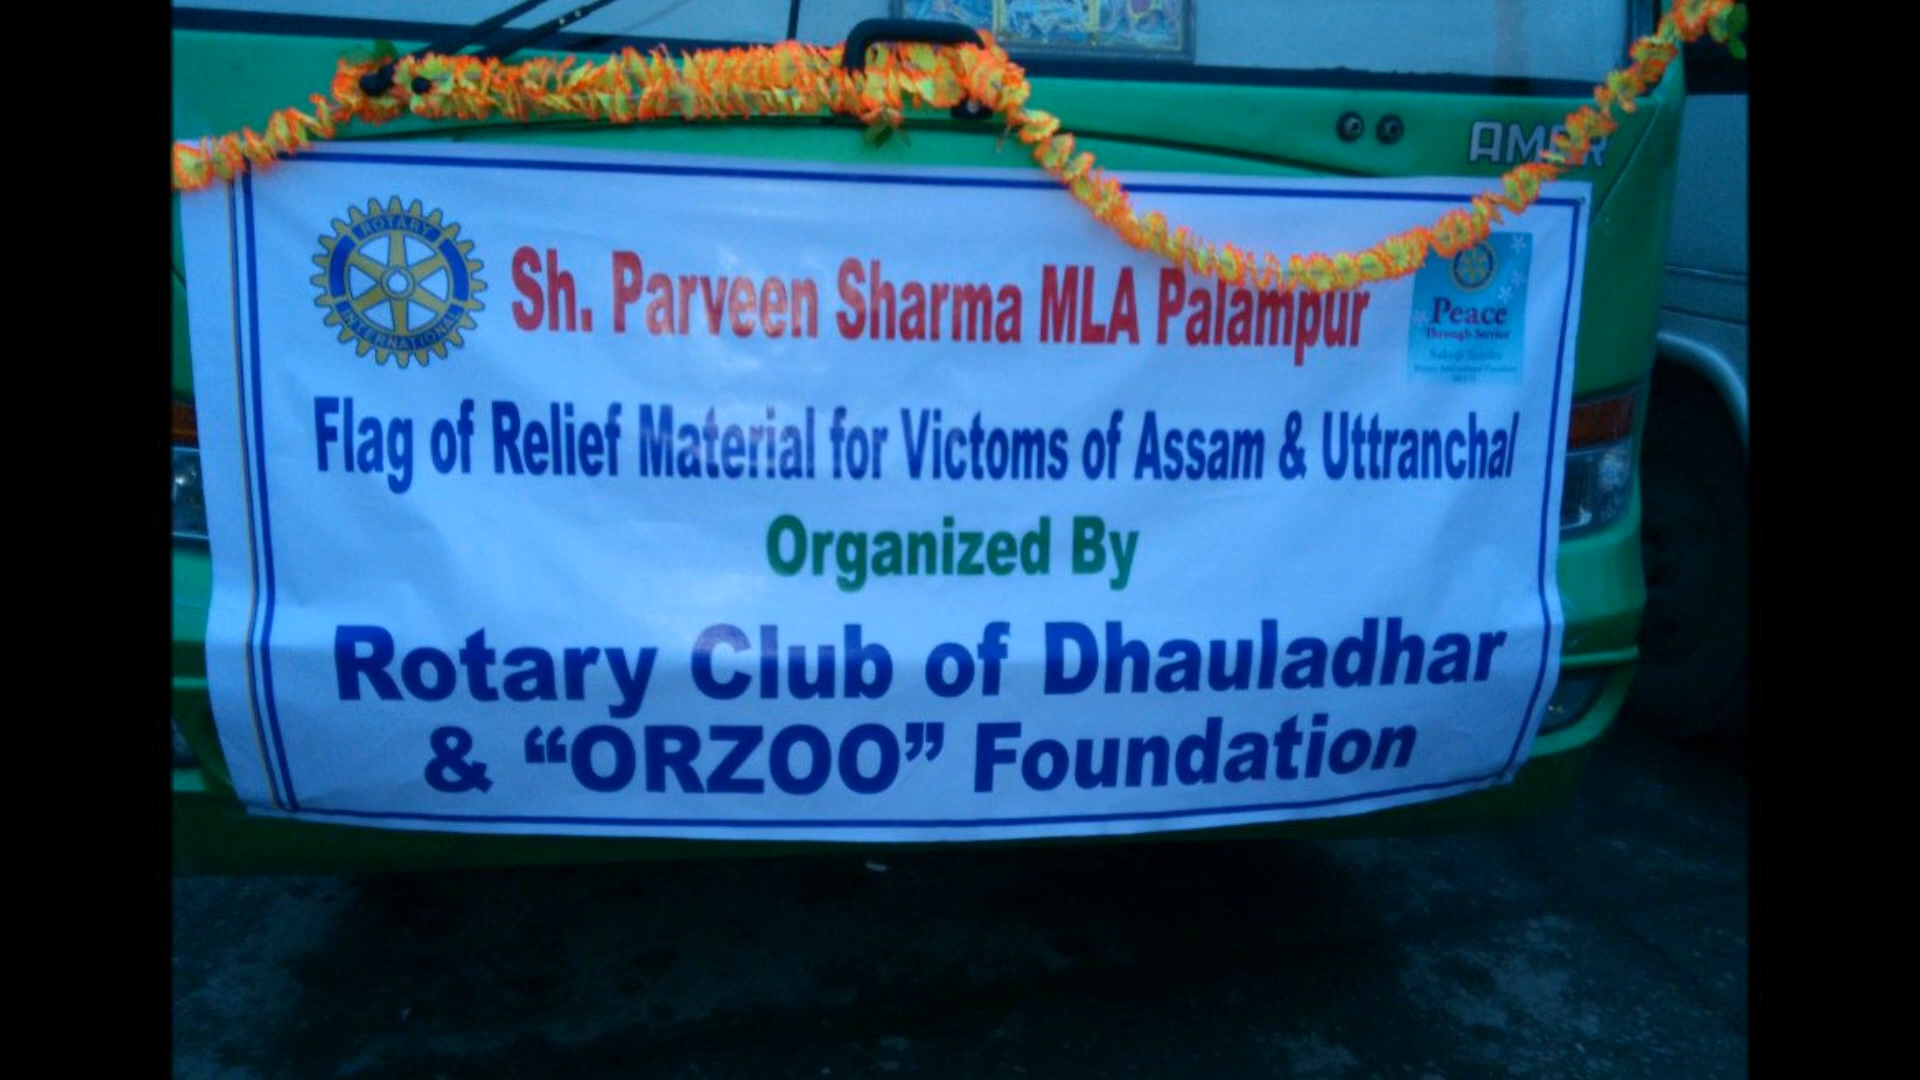 AMAR
ROTARY
INTERNATIONAL
Sh. Parveen Sharma MLA Palampur
Peace
Through Service
Flag of Relief Material for Victoms of Assam & Uttranchal
Organized By
Rotary Club of Dhauladhar
& “ORZOO” Foundation